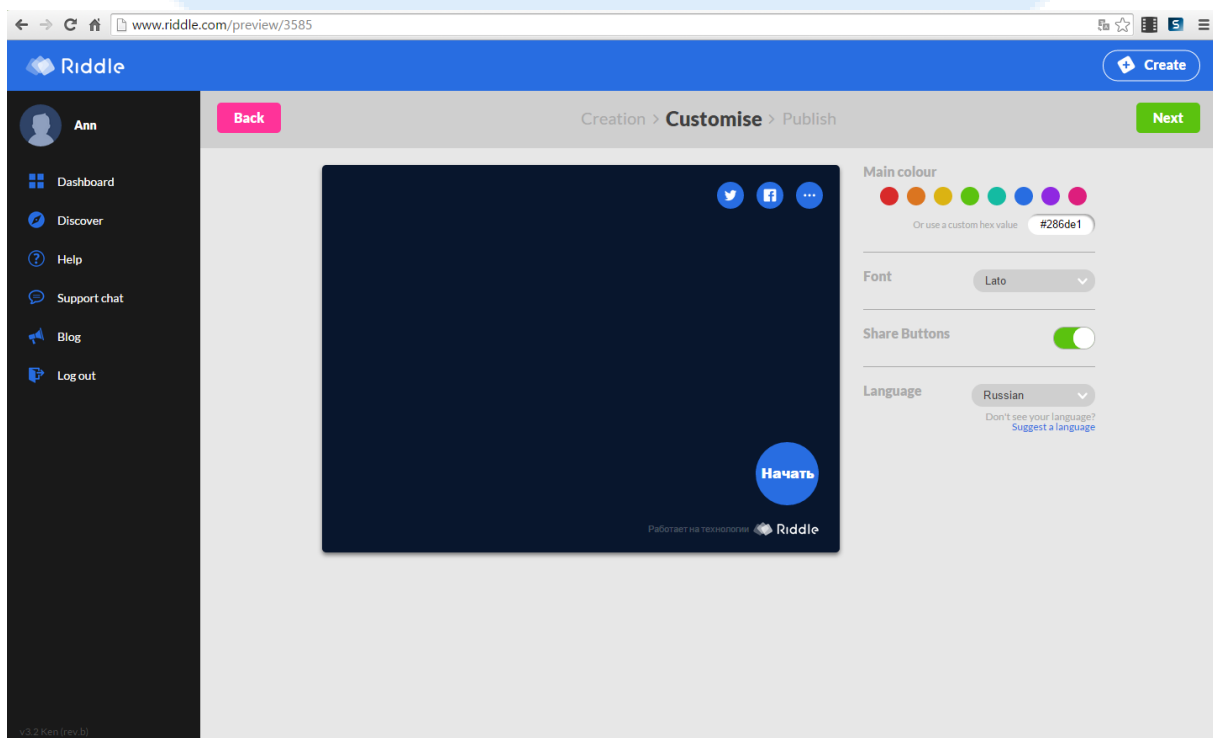 www.riddle.com/preview/3585
Riddle
Create
Ann
Back
Creation > Customise > Publish
Next
Dashboard
Discover
Help
Support chat
Blog
Log out
Main colour
Or use a custom hex value #286de1
Font Lato
Share Buttons
Language Russian
Don't see your language?
Suggest a language
Начать
Работает на технологии Riddle
v3.2 Ken (rev.b)